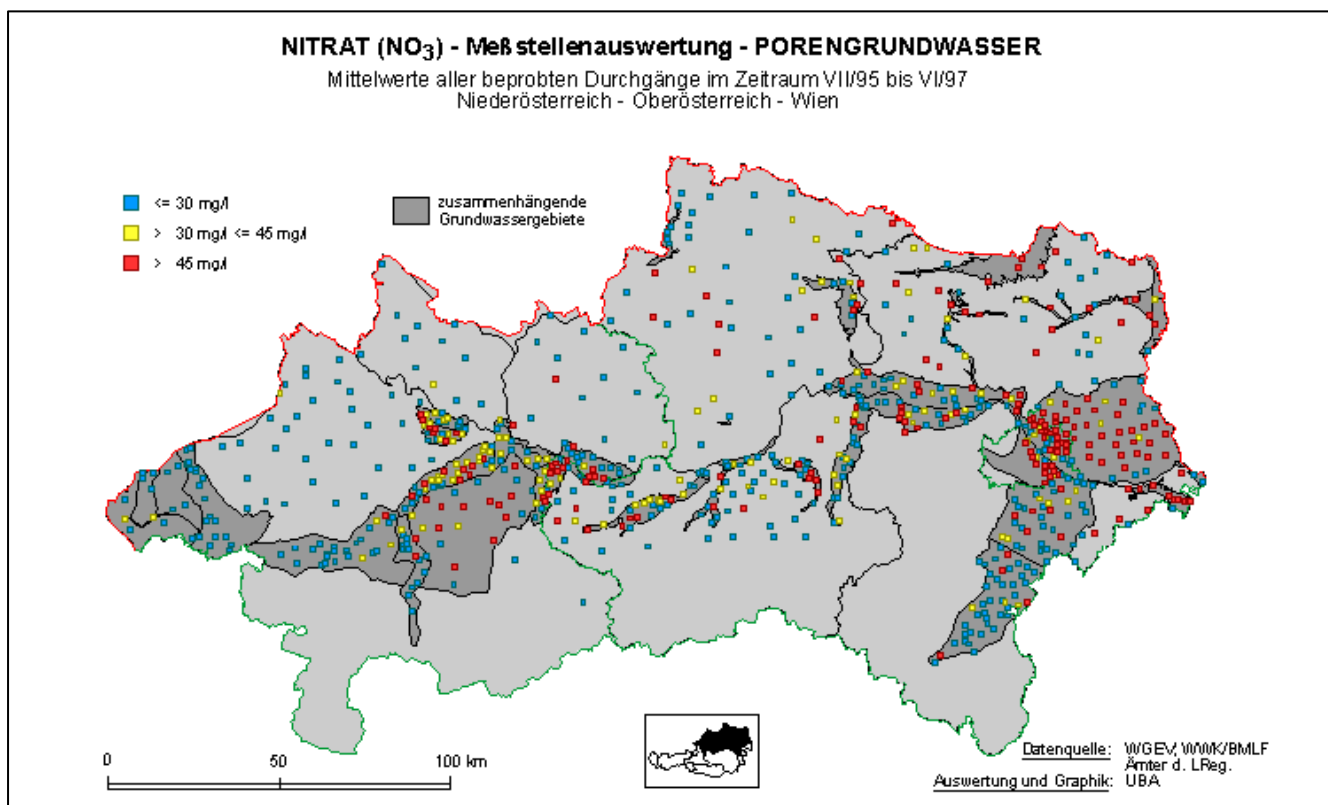 NITRAT (NO3) - Meßstellenauswertung - PORENGRUNDWASSER
Mittelwerte aller beprobten Durchgänge im Zeitraum VII/95 bis VI/97
Niederösterreich - Oberösterreich - Wien
<= 30 mg/l
> 30 mg/l <= 45 mg/l
> 45 mg/l
zusammenhängende
Grundwassergebiete
0 50 100 km
Datenquelle: WGEV, WWK/BMLF
Ämter d. LReg.
Auswertung und Graphik: UBA